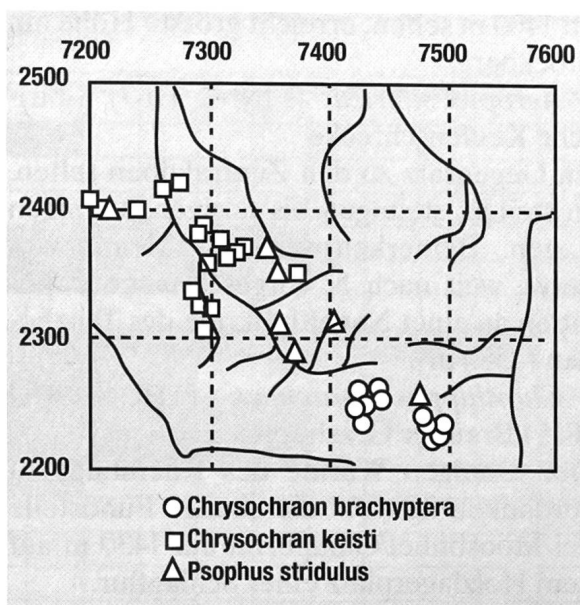 7200 7300 7400 7500 7600
2500
2400
2300
2200
Chrysochraon brachyptera
Chrysochran keisti
Psophus stridulus